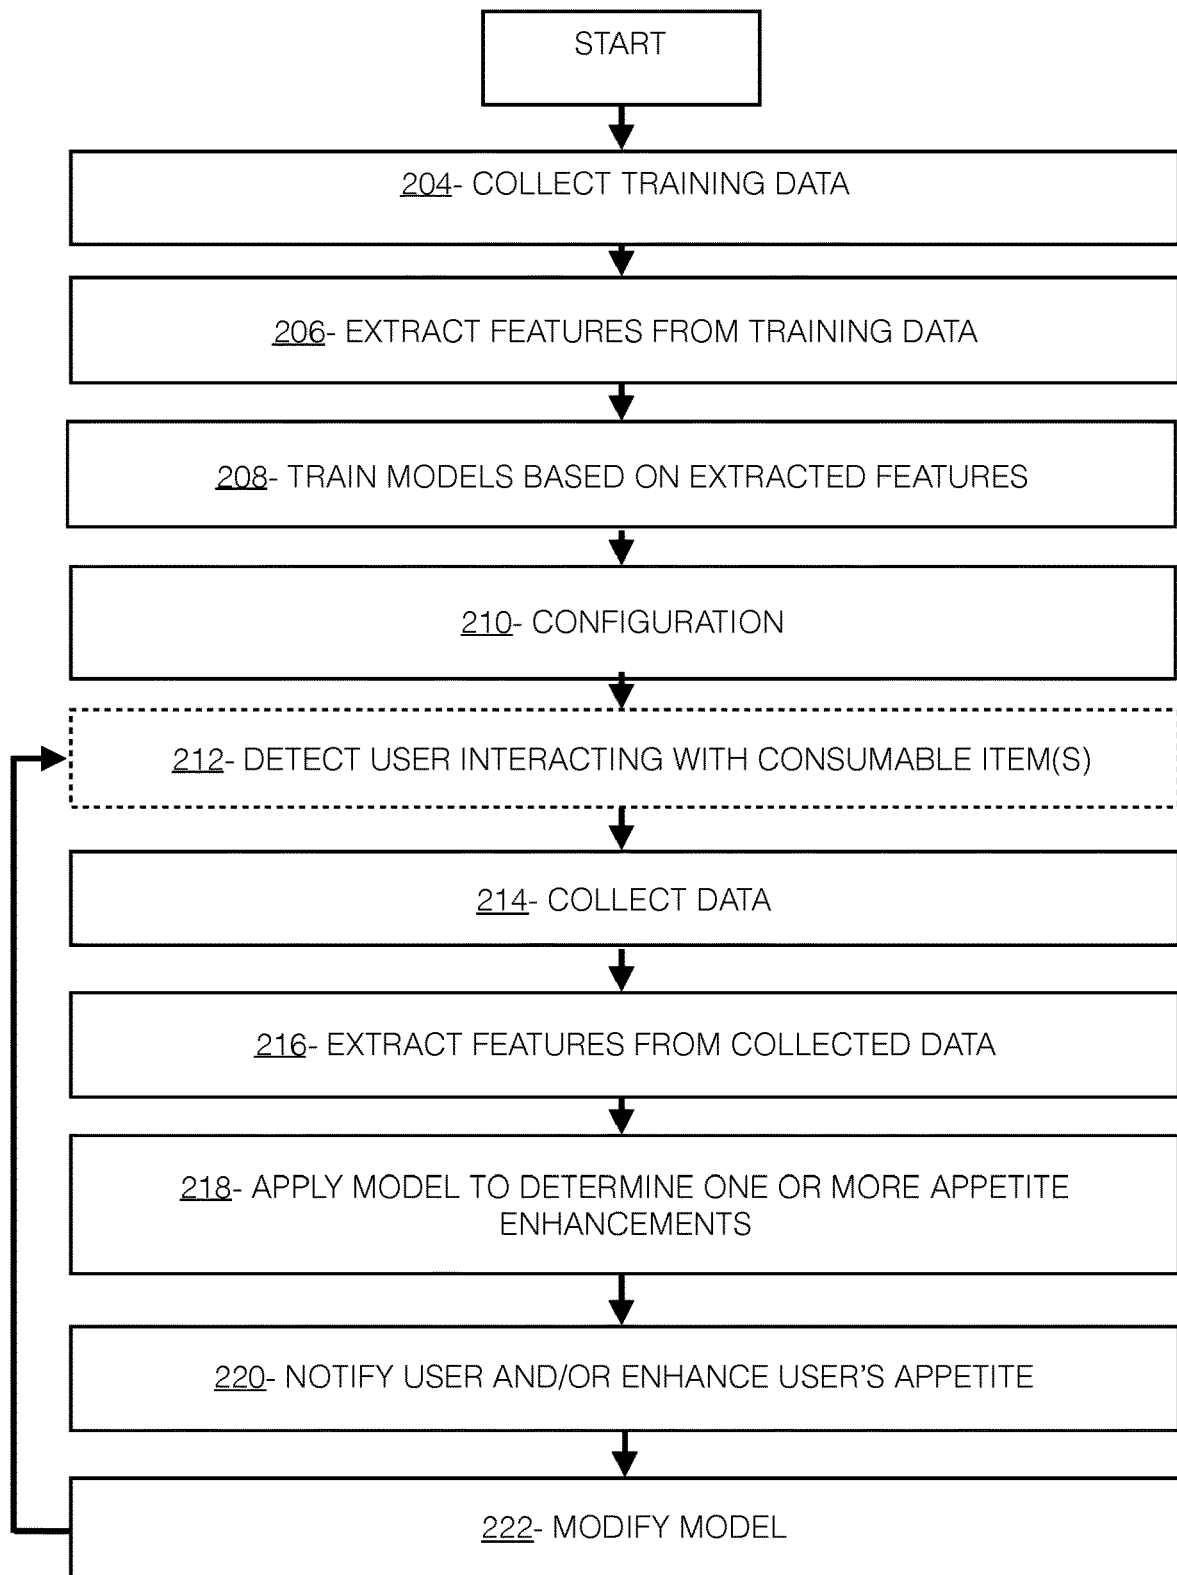 START
204- COLLECT TRAINING DATA
206- EXTRACT FEATURES FROM TRAINING DATA
208- TRAIN MODELS BASED ON EXTRACTED FEATURES
210- CONFIGURATION
212- DETECT USER INTERACTING WITH CONSUMABLE ITEM(S)
214- COLLECT DATA
216- EXTRACT FEATURES FROM COLLECTED DATA
218- APPLY MODEL TO DETERMINE ONE OR MORE APPETITE
ENHANCEMENTS
220- NOTIFY USER AND/OR ENHANCE USER'S APPETITE
222- MODIFY MODEL